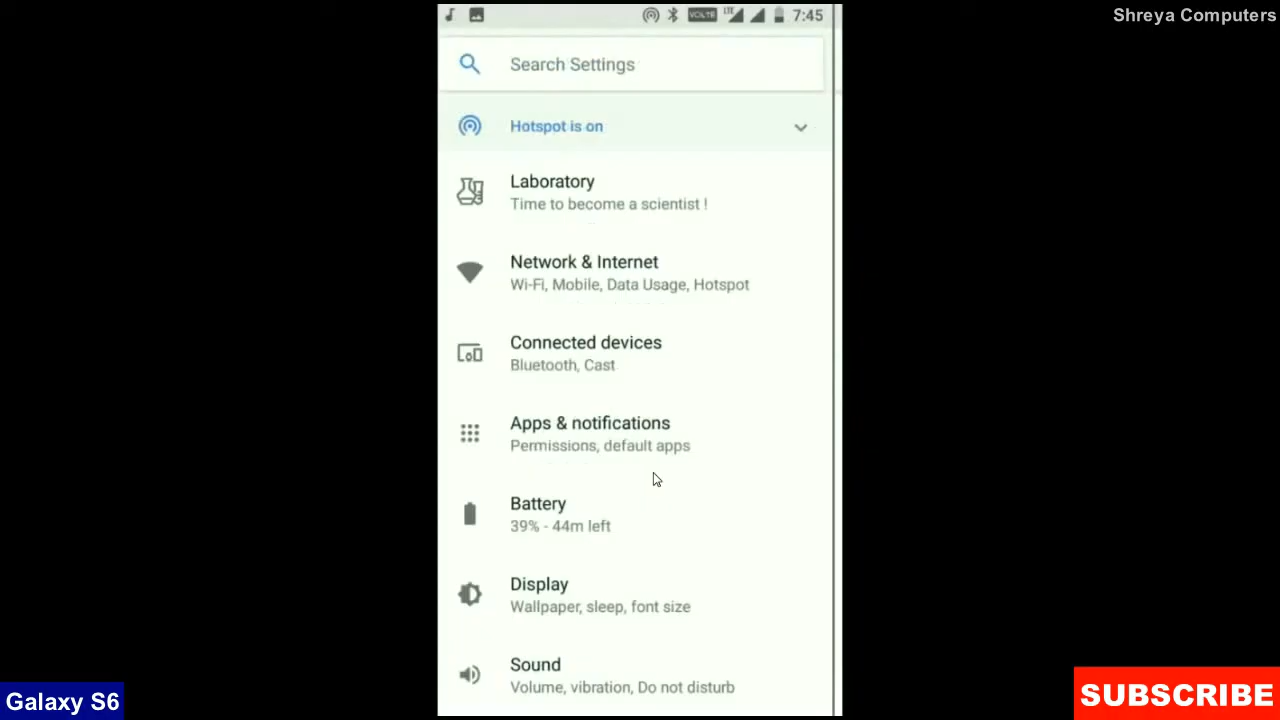 Shreya Computers
VOLTE LTE 7:45
Search Settings
Hotspot is on
Laboratory
Time to become a scientist !
Network & Internet
Wi-Fi, Mobile, Data Usage, Hotspot
Connected devices
Bluetooth, Cast
Apps & notifications
Permissions, default apps
Battery
39% - 44m left
Display
Wallpaper, sleep, font size
Sound
Volume, vibration, Do not disturb
Galaxy S6
SUBSCRIBE